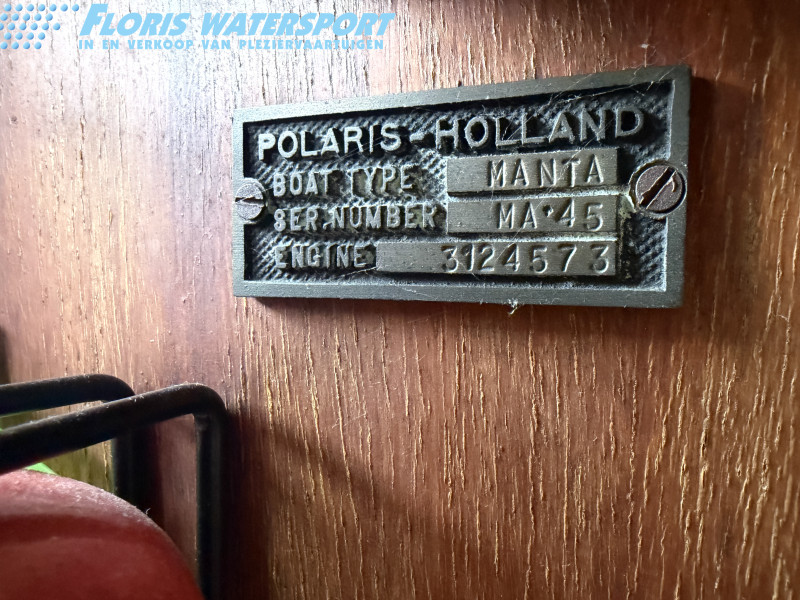 FLORIS WATERSPORT
IN EN VERKOOP VAN PLEZIERVAARTUIGEN
POLARIS-HOLLAND
BOAT TYPE MANTA
SER.NUMBER MA·45
ENGINE 3124573